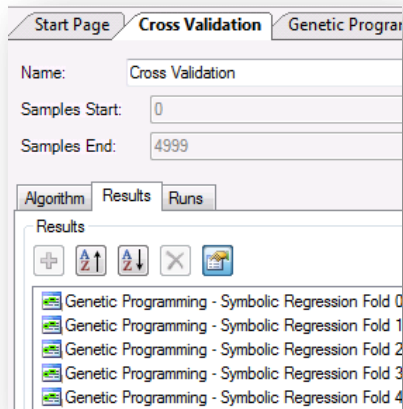 Start Page Cross Validation Genetic Program
Name: Cross Validation
Samples Start: 0
Samples End: 4999
Algorithm Results Runs
Results
Genetic Programming - Symbolic Regression Fold 0
Genetic Programming - Symbolic Regression Fold 1
Genetic Programming - Symbolic Regression Fold 2
Genetic Programming - Symbolic Regression Fold 3
Genetic Programming - Symbolic Regression Fold 4